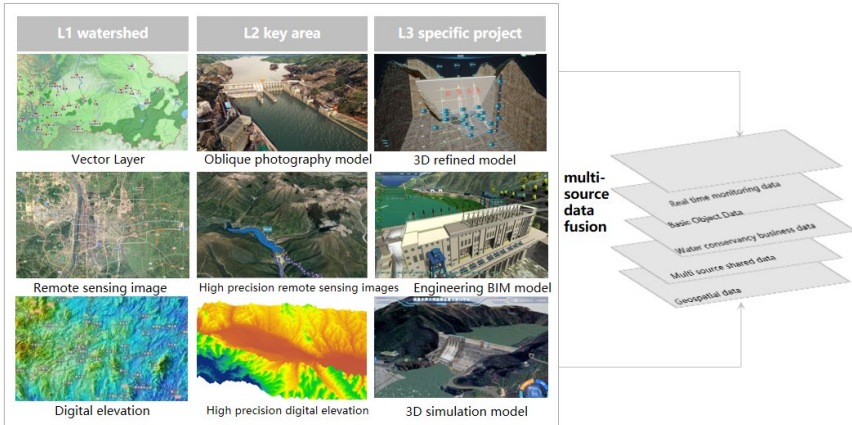 L1 watershed
L2 key area
L3 specific project
Vector Layer
Oblique photography model
3D refined model
Remote sensing image
High precision remote sensing images
Engineering BIM model
Digital elevation
High precision digital elevation
3D simulation model
multi-
source
data
fusion
Real time monitoring data
Basic Object Data
Water conservancy business data
Multi source shared data
Geospatial data